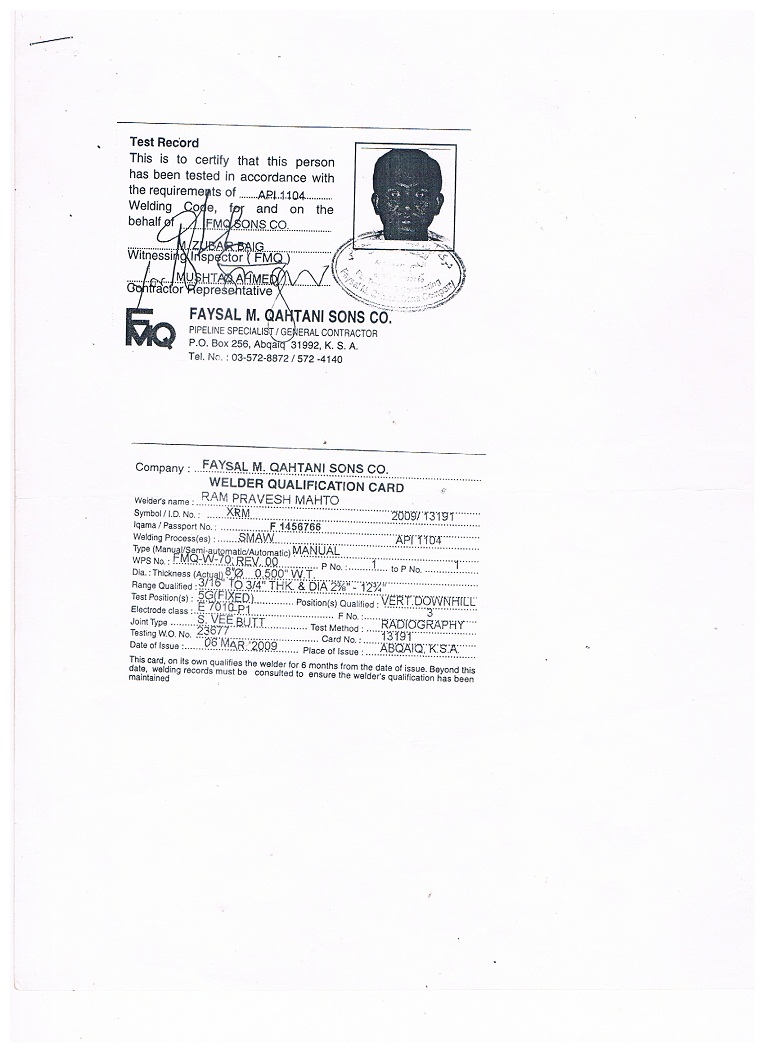 Test Record
This is to certify that this person
has been tested in accordance with
the requirements of API 1104
Welding Code, for and on the
behalf of FMQ SONS CO.
M. ZUBAR BAIG
Witnessing Inspector ( FMQ )
MUSHTAQ AHMED
Contractor Representative
FMQ
FAYSAL M. QAHTANI SONS CO.
PIPELINE SPECIALIST / GENERAL CONTRACTOR
P.O. Box 256, Abqaiq 31992, K. S. A.
Tel. No. : 03-572-8872 / 572 -4140
Company : FAYSAL M. QAHTANI SONS CO.
WELDER QUALIFICATION CARD
Welder's name : RAM PRAVESH MAHTO
Symbol / I.D. No. : XRM 2009/ 13191
Iqama / Passport No. : F 1456766
Welding Process(es) : SMAW API 1104
Type (Manual/Semi-automatic/Automatic) MANUAL
WPS No. : FMQ-W-70, REV. 00 P No. : 1 to P No. 1
Dia. : Thickness (Actual) 8"Ø 0.500" W.T.
Range Qualified : 3/16" TO 3/4" THK. & DIA 2⅜" - 12¾"
Test Position(s) : 5G(FIXED) Position(s) Qualified : VERT.DOWNHILL
Electrode class : E 7010-P1 F No. : 3
Joint Type S. VEE BUTT Test Method : RADIOGRAPHY
Testing W.O. No. 23677 Card No. : 13191
Date of Issue : 06 MAR. 2009 Place of Issue : ABQAIQ, K.S.A.
This card, on its own qualifies the welder for 6 months from the date of issue. Beyond this
date, welding records must be consulted to ensure the welder's qualification has been
maintained